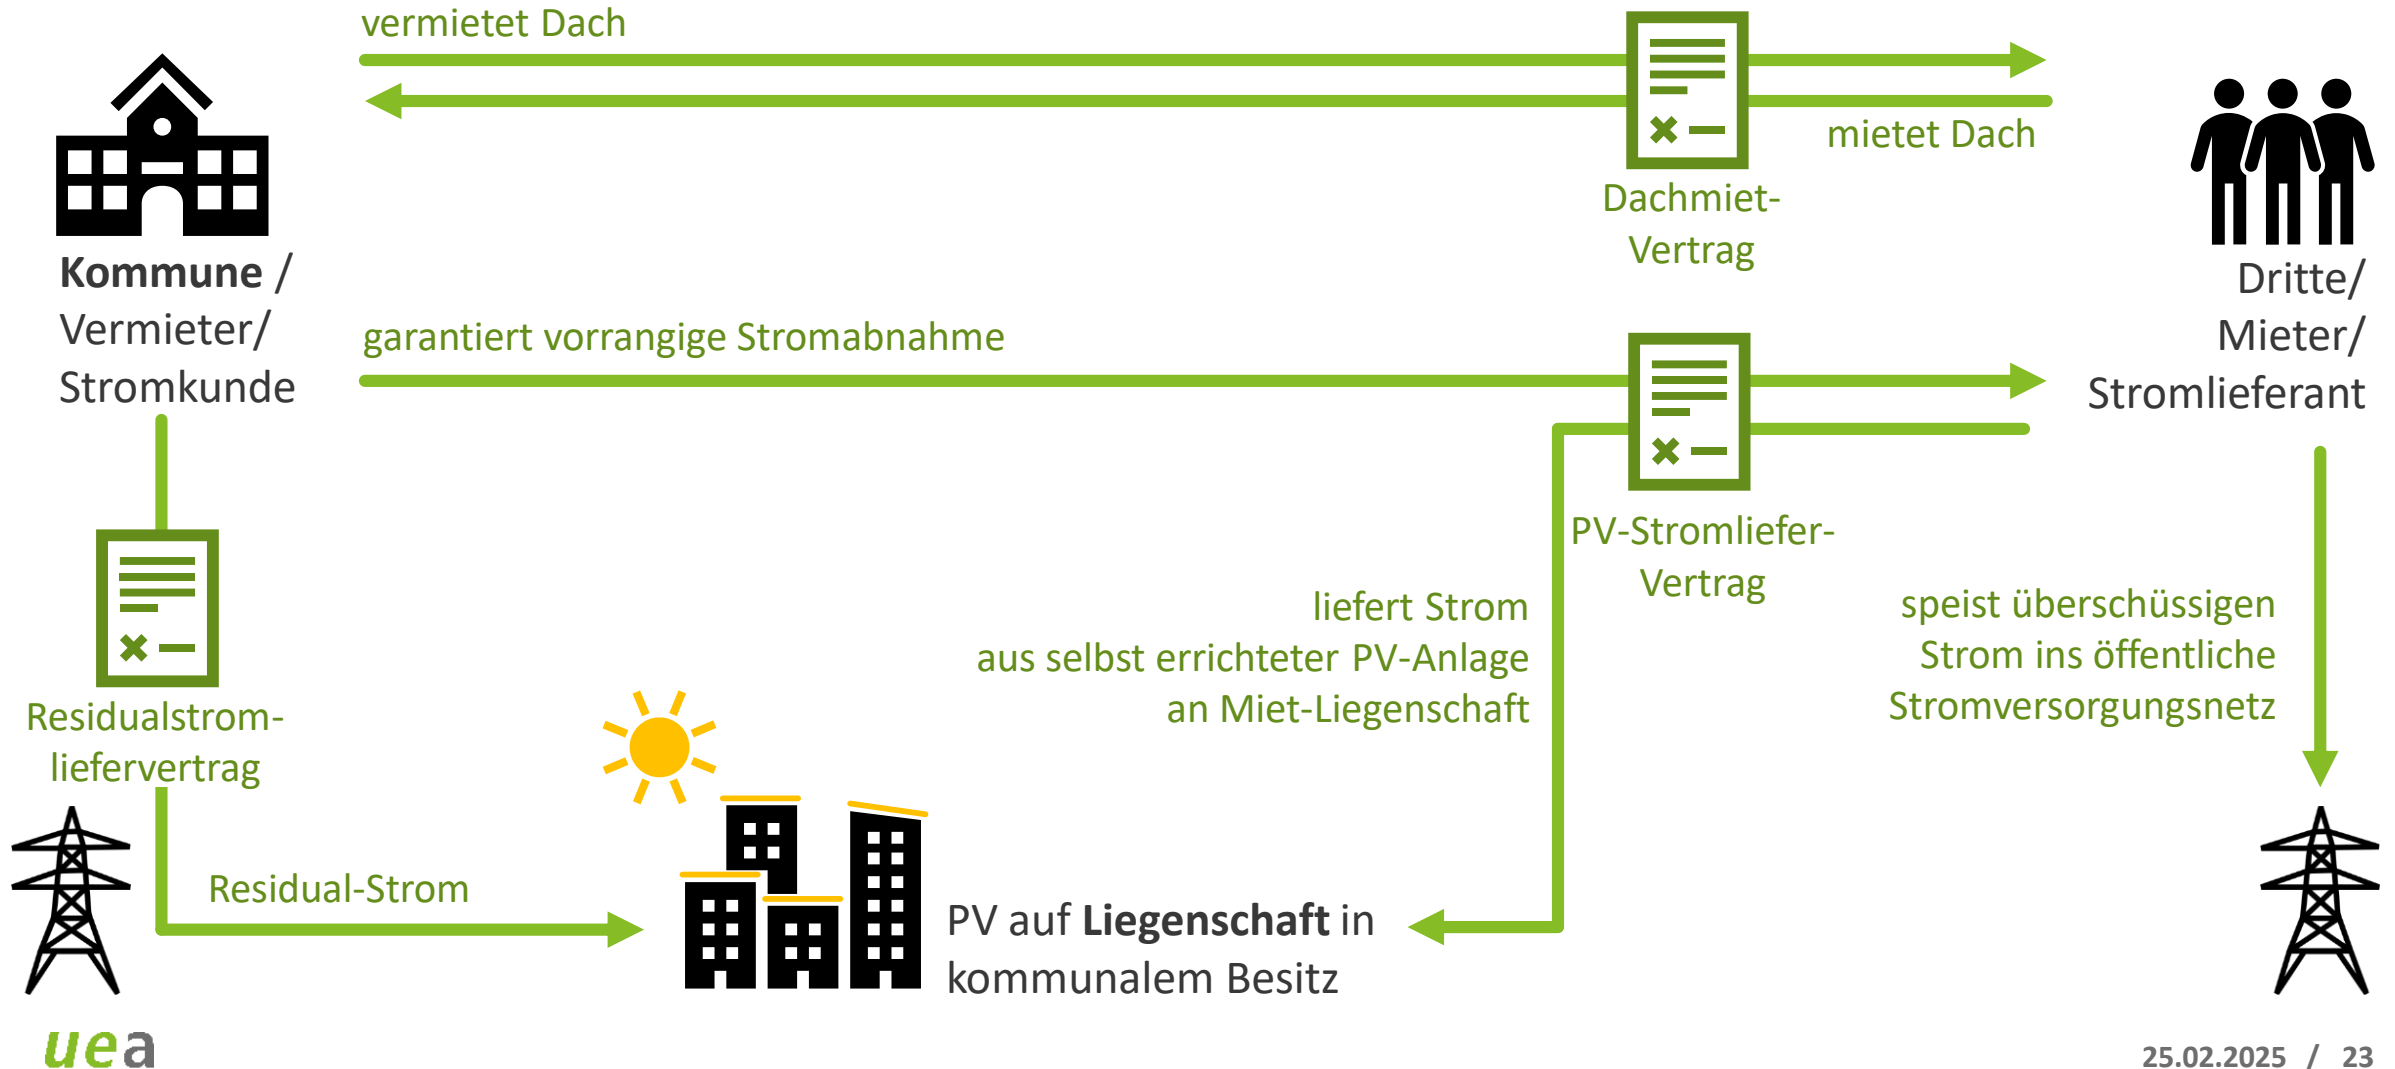 vermietet Dach
mietet Dach
Dachmiet-
Vertrag
Kommune /
Vermieter/
Stromkunde
Dritte/
Mieter/
Stromlieferant
garantiert vorrangige Stromabnahme
PV-Stromliefer-
Vertrag
liefert Strom
aus selbst errichteter PV-Anlage
an Miet-Liegenschaft
speist überschüssigen
Strom ins öffentliche
Stromversorgungsnetz
Residualstrom-
liefervertrag
Residual-Strom
PV auf Liegenschaft in
kommunalem Besitz
uea
25.02.2025 / 23